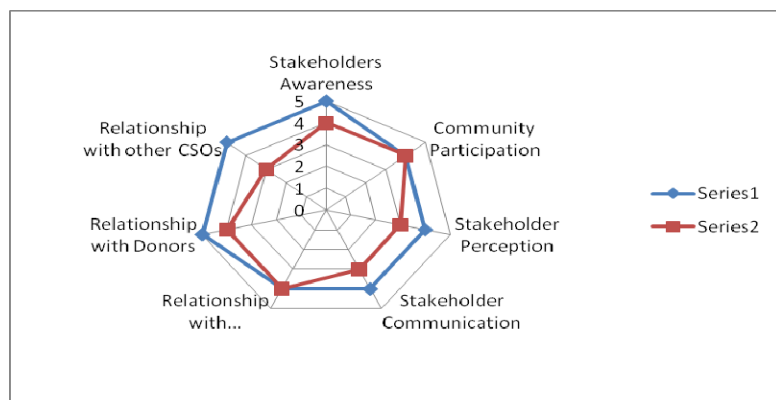 Stakeholders
Awareness
5
4
3
2
1
0
Community
Participation
Stakeholder
Perception
Stakeholder
Communication
Relationship
with...
Relationship
with Donors
Relationship
with other CSOs
Series1
Series2